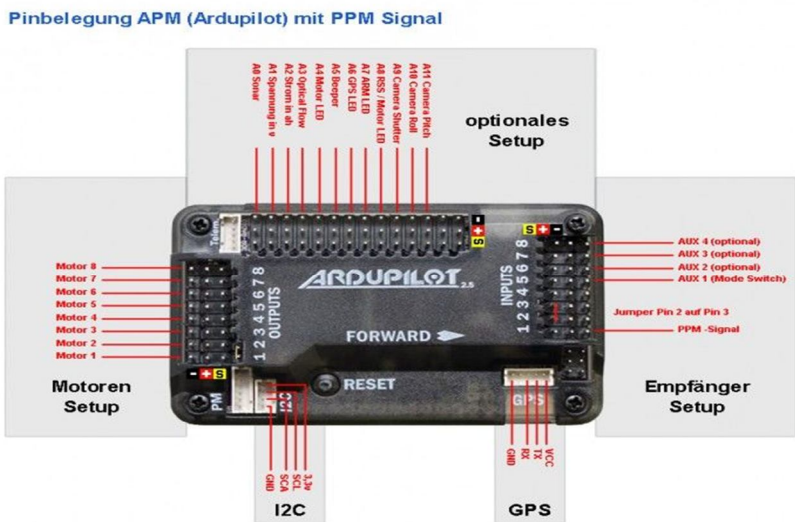 Pinbelegung APM (Ardupilot) mit PPM Signal
A0 Sonar
A1 Spannung in v
A2 Strom in ah
A3 Optical Flow
A4 Motor LED
A5 Beeper
A6 GPS LED
A7 ARM LED
A8 RSS / Motor LED
A9 Camera Shutter
A10 Camera Roll
A11 Camera Pitch
optionales
Setup
Telem
- + S
S + -
Motor 8
Motor 7
Motor 6
Motor 5
Motor 4
Motor 3
Motor 2
Motor 1
1 2 3 4 5 6 7 8
OUTPUTS
ARDUPILOT 2.5
FORWARD
INPUTS
1 2 3 4 5 6 7 8
AUX 4 (optional)
AUX 3 (optional)
AUX 2 (optional)
AUX 1 (Mode Switch)
Jumper Pin 2 auf Pin 3
PPM -Signal
- + S
Motoren
Setup
PM
I2C
RESET
GPS
Empfänger
Setup
GND
SCA
SCL
3,3v
I2C
GND
RX
TX
VCC
GPS